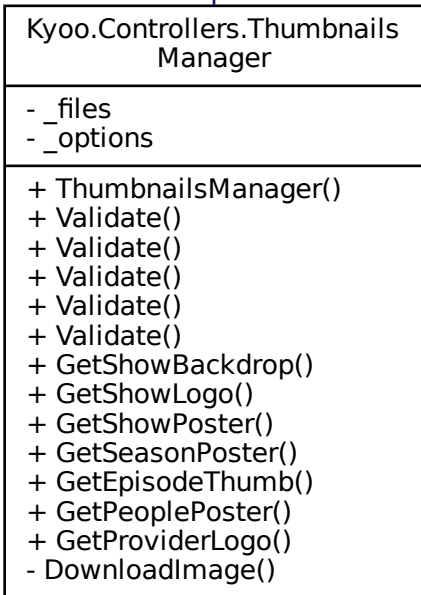 Kyoo.Controllers.Thumbnails
Manager
- _files
- _options
+ ThumbnailsManager()
+ Validate()
+ Validate()
+ Validate()
+ Validate()
+ Validate()
+ GetShowBackdrop()
+ GetShowLogo()
+ GetShowPoster()
+ GetSeasonPoster()
+ GetEpisodeThumb()
+ GetPeoplePoster()
+ GetProviderLogo()
- DownloadImage()